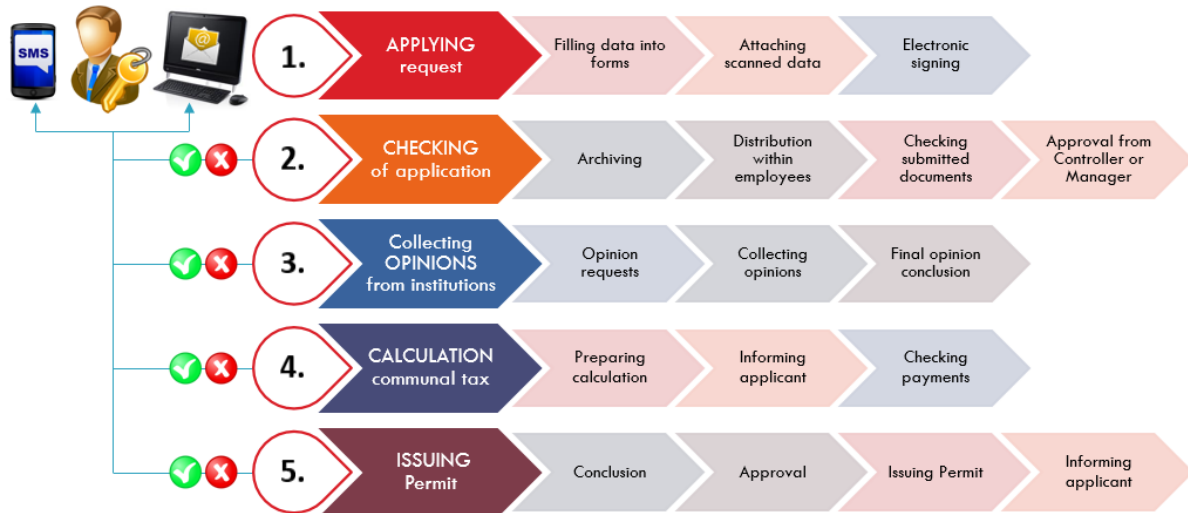 SMS
@
1.
APPLYING
request
Filling data into
forms
Attaching
scanned data
Electronic
signing
2.
CHECKING
of application
Archiving
Distribution
within
employees
Checking
submitted
documents
Approval from
Controller or
Manager
3.
Collecting
OPINIONS
from institutions
Opinion
requests
Collecting
opinions
Final opinion
conclusion
4.
CALCULATION
communal tax
Preparing
calculation
Informing
applicant
Checking
payments
5.
ISSUING
Permit
Conclusion
Approval
Issuing Permit
Informing
applicant